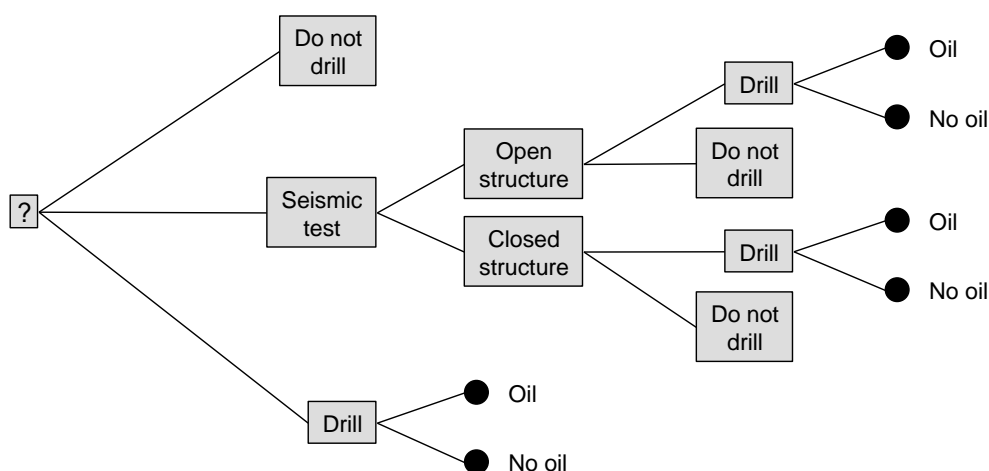 Do not
drill
Oil
Drill
No oil
Open
structure
Do not
drill
?
Seismic
test
Closed
structure
Oil
Drill
No oil
Do not
drill
Oil
Drill
No oil